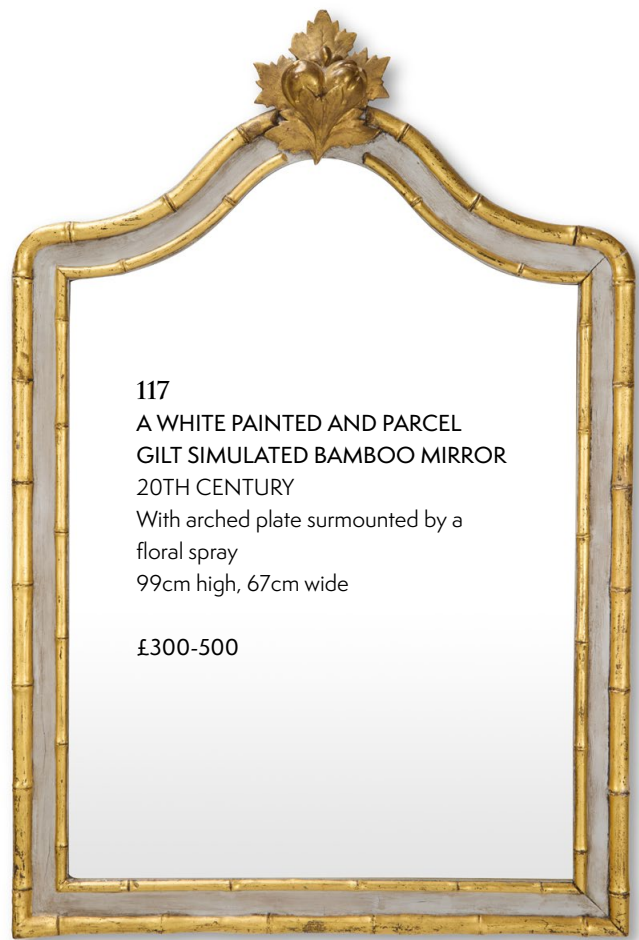 117
A WHITE PAINTED AND PARCEL
GILT SIMULATED BAMBOO MIRROR
20TH CENTURY
With arched plate surmounted by a
floral spray
99cm high, 67cm wide
£300-500